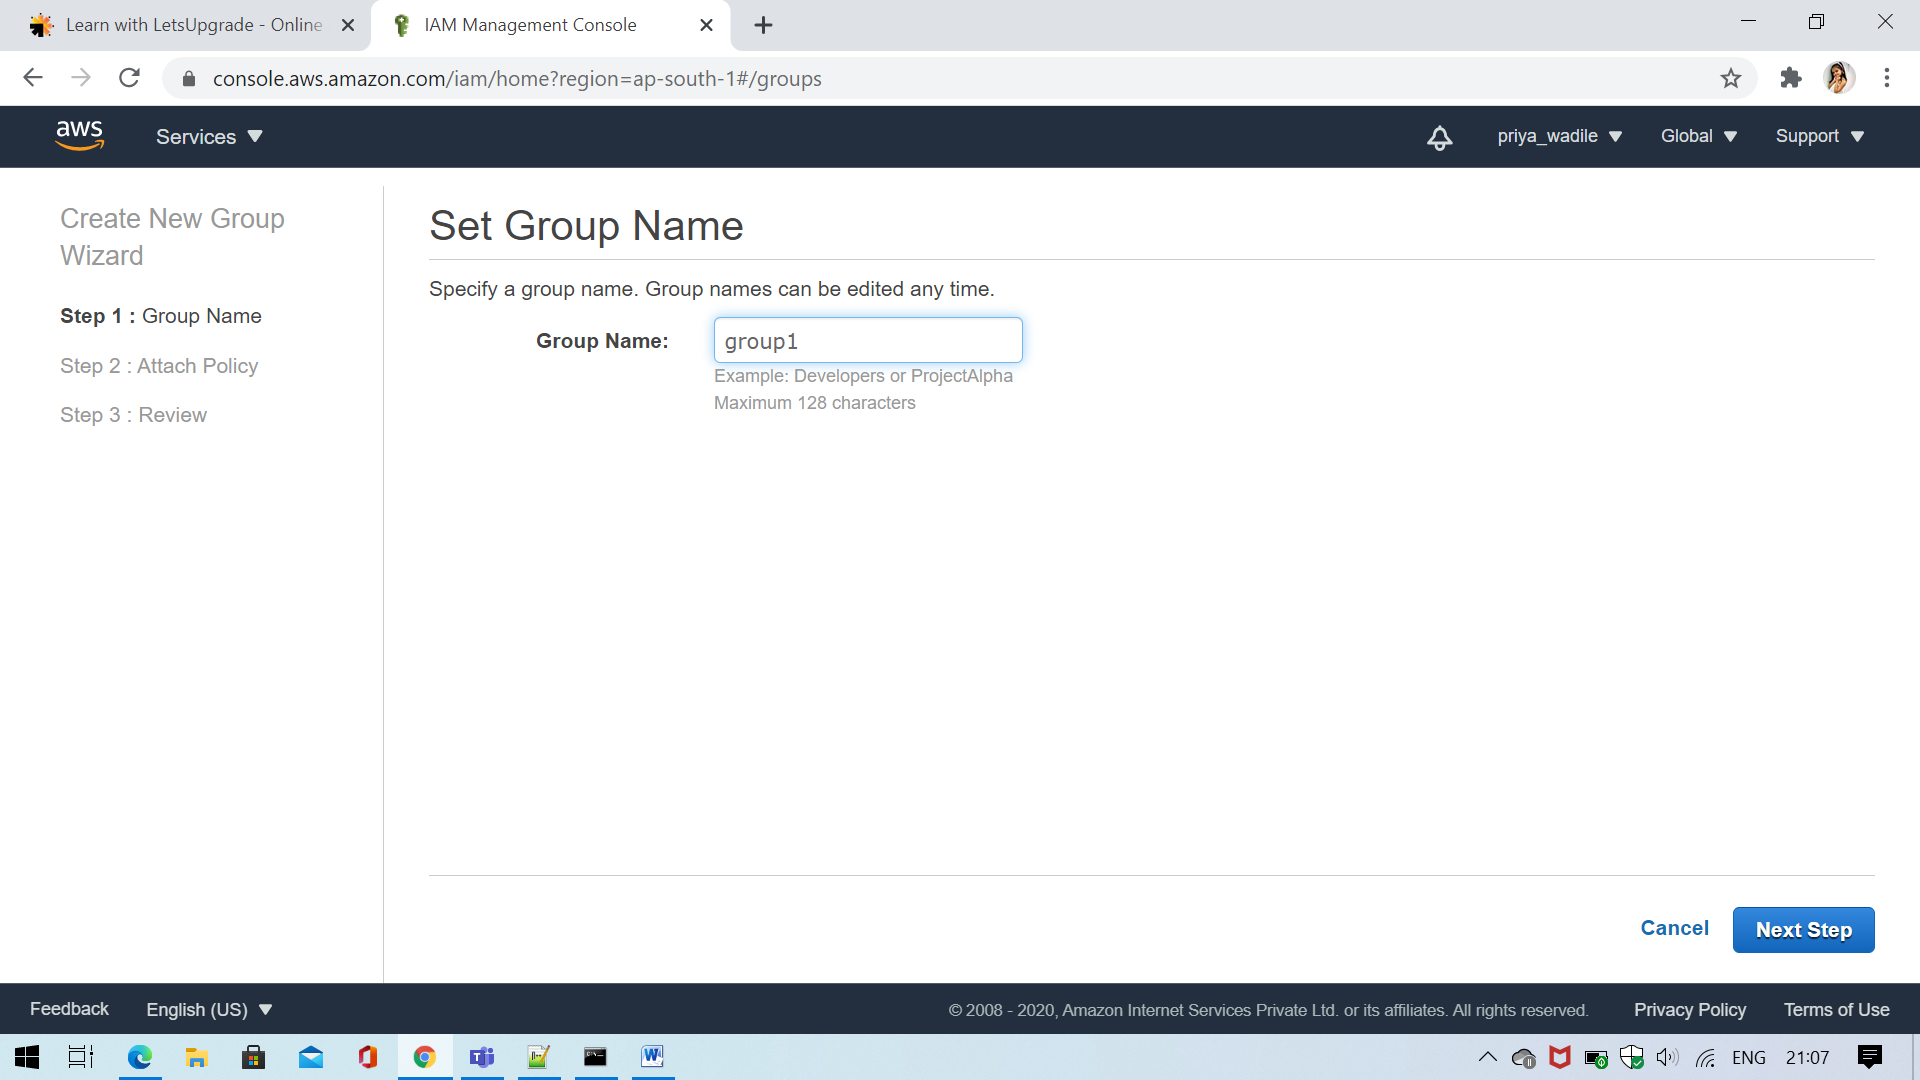 Learn with LetsUpgrade - Online
IAM Management Console
console.aws.amazon.com/iam/home?region=ap-south-1#/groups
aws
Services
priya_wadile
Global
Support
Create New Group
Wizard
Step 1 : Group Name
Step 2 : Attach Policy
Step 3 : Review
Set Group Name
Specify a group name. Group names can be edited any time.
Group Name:
group1
Example: Developers or ProjectAlpha
Maximum 128 characters
Cancel
Next Step
Feedback
English (US)
© 2008 - 2020, Amazon Internet Services Private Ltd. or its affiliates. All rights reserved.
Privacy Policy
Terms of Use
ENG
21:07